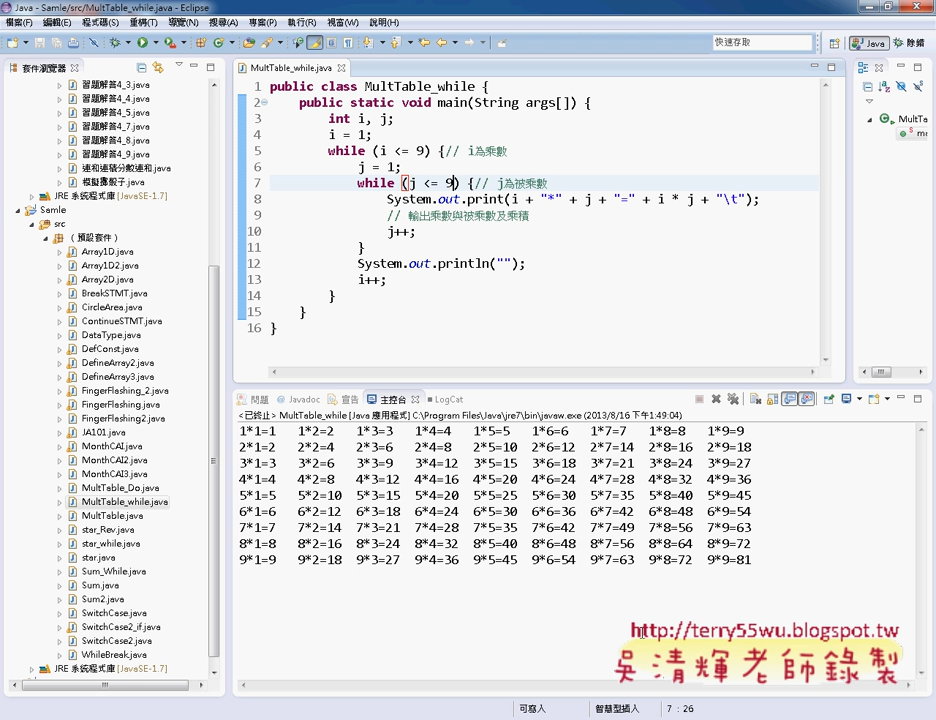 Java - Samle/src/MultTable_while.java - Eclipse
檔案(F) 編輯(E) 程式碼(S) 重構(T) 導覽(N) 搜尋(A) 專案(P) 執行(R) 視窗(W) 說明(H)
快速存取
Java
除錯
套件瀏覽器
習題解答4_3.java
習題解答4_4.java
習題解答4_5.java
習題解答4_7.java
習題解答4_8.java
習題解答4_9.java
連和連積分數連和.java
模擬擲骰子.java
JRE 系統程式庫 [JavaSE-1.7]
Samle
src
(預設套件)
Array1D.java
Array1D2.java
Array2D.java
BreakSTMT.java
CircleArea.java
ContinueSTMT.java
DataType.java
DefConst.java
DefineArray2.java
DefineArray3.java
FingerFlashing_2.java
FingerFlashing.java
FingerFlashing2.java
JA101.java
MonthCAI.java
MonthCAI2.java
MonthCAI3.java
MultTable_Do.java
MultTable_while.java
MultTable.java
star_Rev.java
star_while.java
star.java
Sum_While.java
Sum.java
Sum2.java
SwitchCase.java
SwitchCase2_if.java
SwitchCase2.java
WhileBreak.java
JRE 系統程式庫 [JavaSE-1.7]
MultTable_while.java
1 public class MultTable_while {
2 public static void main(String args[]) {
3 int i, j;
4 i = 1;
5 while (i <= 9) {// i為乘數
6 j = 1;
7 while (j <= 9) {// j為被乘數
8 System.out.print(i + "*" + j + "=" + i * j + "\t");
9 // 輸出乘數與被乘數及乘積
10 j++;
11 }
12 System.out.println("");
13 i++;
14 }
15 }
16 }
MultTa
ma
問題 @ Javadoc 宣告 主控台 LogCat
<已終止> MultTable_while [Java 應用程式] C:\Program Files\Java\jre7\bin\javaw.exe (2013/8/16 下午1:49:04)
1*1=1 1*2=2 1*3=3 1*4=4 1*5=5 1*6=6 1*7=7 1*8=8 1*9=9
2*1=2 2*2=4 2*3=6 2*4=8 2*5=10 2*6=12 2*7=14 2*8=16 2*9=18
3*1=3 3*2=6 3*3=9 3*4=12 3*5=15 3*6=18 3*7=21 3*8=24 3*9=27
4*1=4 4*2=8 4*3=12 4*4=16 4*5=20 4*6=24 4*7=28 4*8=32 4*9=36
5*1=5 5*2=10 5*3=15 5*4=20 5*5=25 5*6=30 5*7=35 5*8=40 5*9=45
6*1=6 6*2=12 6*3=18 6*4=24 6*5=30 6*6=36 6*7=42 6*8=48 6*9=54
7*1=7 7*2=14 7*3=21 7*4=28 7*5=35 7*6=42 7*7=49 7*8=56 7*9=63
8*1=8 8*2=16 8*3=24 8*4=32 8*5=40 8*6=48 8*7=56 8*8=64 8*9=72
9*1=9 9*2=18 9*3=27 9*4=36 9*5=45 9*6=54 9*7=63 9*8=72 9*9=81
http://terry55wu.blogspot.tw
吳清輝老師錄製
可寫入 智慧型插入 7 : 26